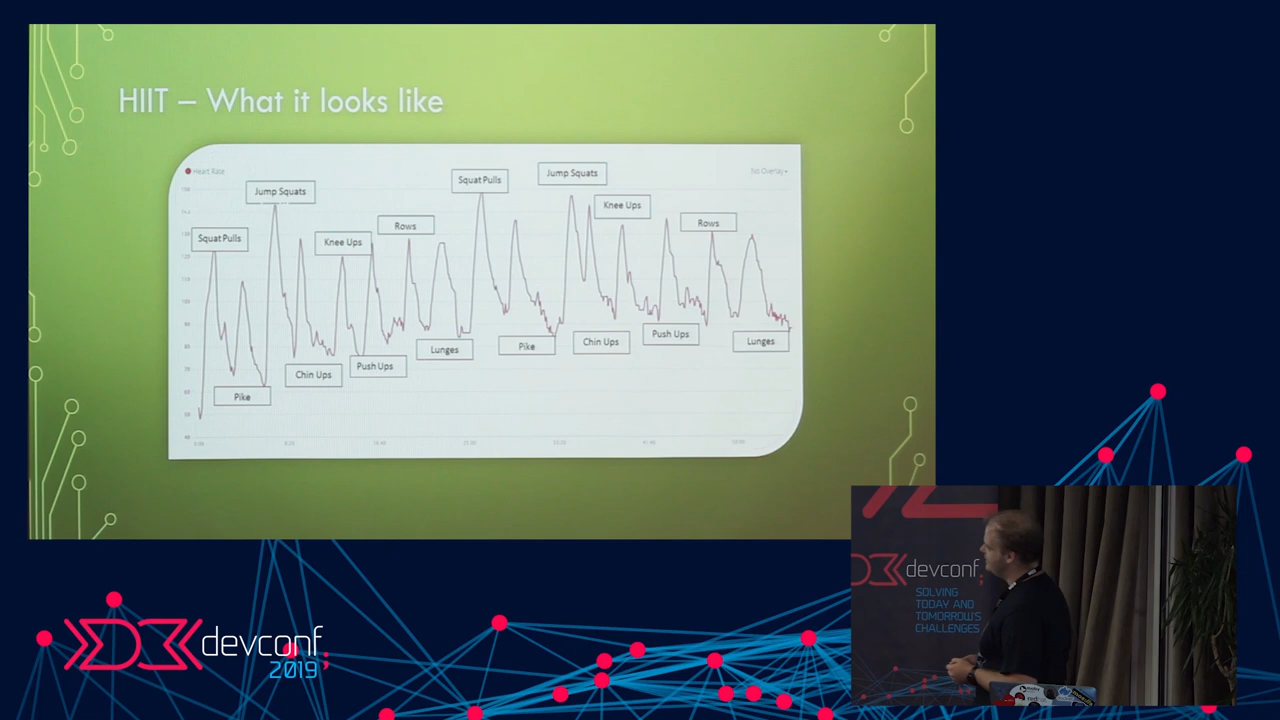 HIIT – What it looks like
Heart Rate
No Overlay
Jump Squats
Squat Pulls
Knee Ups
Rows
Squat Pulls
Jump Squats
Knee Ups
Rows
Pike
Chin Ups
Push Ups
Lunges
Pike
Chin Ups
Push Ups
Lunges
devconf;
2019
devconf;
SOLVING
TODAY AND
TOMORROW'S
CHALLENGES